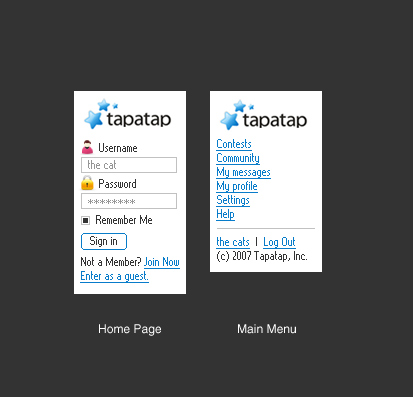 tapatap
Username
the cat
Password
********
Remember Me
Sign in
Not a Member? Join Now
Enter as a guest.
Home Page
tapatap
Contests
Community
My messages
My profile
Settings
Help
the cats | Log Out
(c) 2007 Tapatap, Inc.
Main Menu